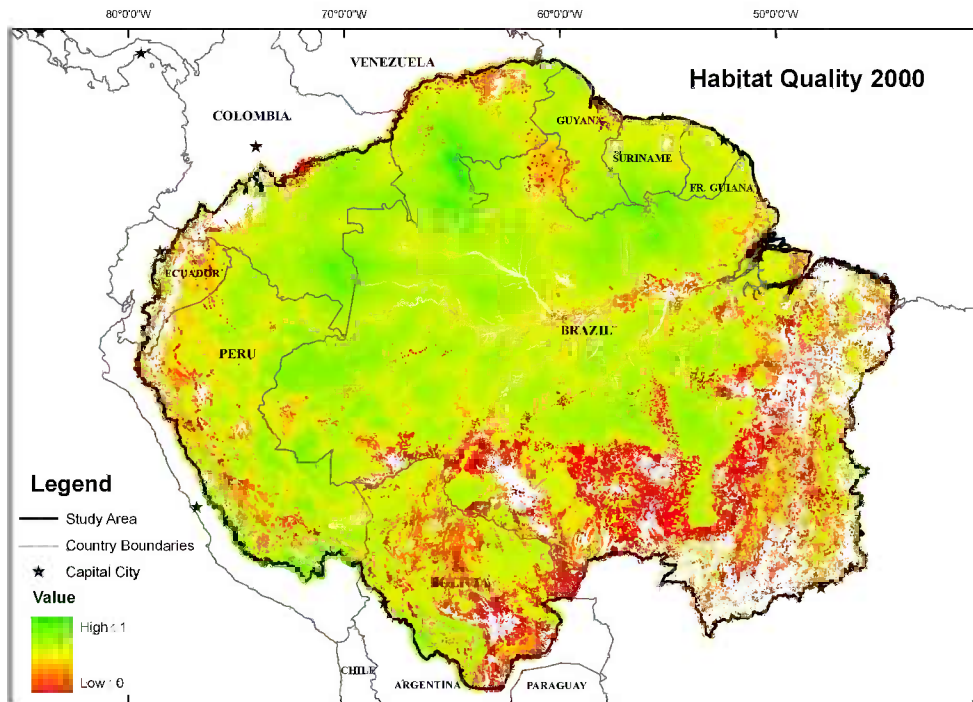 80°0'0"W 70°0'0"W 60°0'0"W 50°0'0"W
VENEZUELA
Habitat Quality 2000
COLOMBIA
GUYANA
SURINAME
FR. GUIANA
ECUADOR
BRAZIL
PERU
Legend
Study Area
Country Boundaries
Capital City
BOLIVIA
Value
High : 1
Low : 0
CHILE
ARGENTINA
PARAGUAY